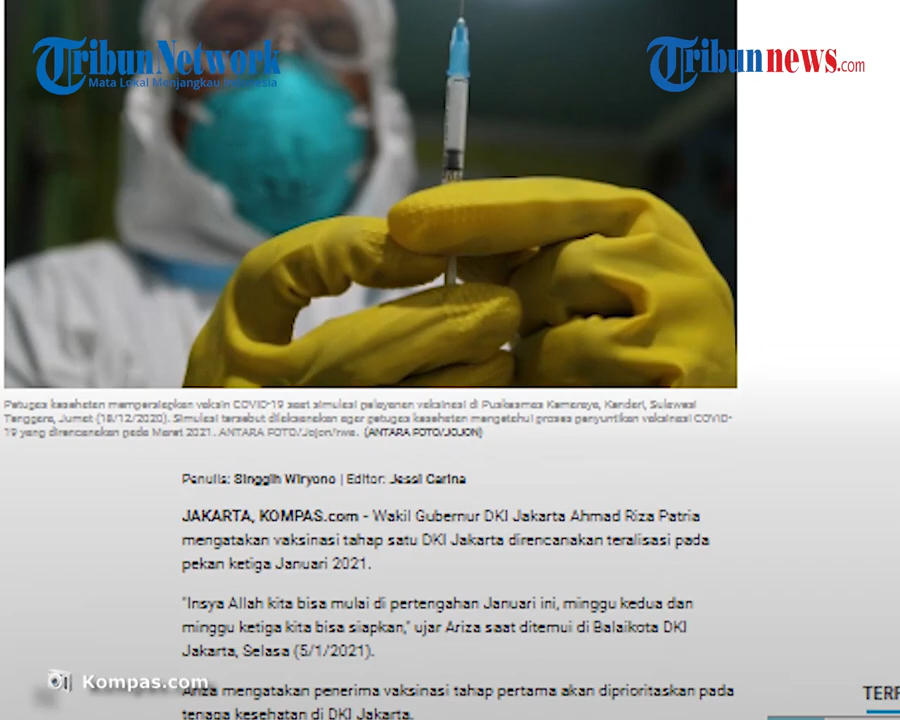 Tribun Network
Mata Lokal Menjangkau Indonesia
Tribunnews.com
Petugas kesehatan mempersiapkan vaksin COVID-19 saat simulasi pelayanan vaksinasi di Puskesmas Kemaraya, Kendari, Sulawesi
Tenggara, Jumat (18/12/2020). Simulasi tersebut dilaksanakan agar petugas kesehatan mengetahui proses penyuntikan vaksinasi COVID-
19 yang direncanakan pada Maret 2021. ANTARA FOTO/Jojon/rwa. (ANTARA FOTO/JOJON)
Penulis: Singgih Wiryono | Editor: Jessi Carina
JAKARTA, KOMPAS.com - Wakil Gubernur DKI Jakarta Ahmad Riza Patria
mengatakan vaksinasi tahap satu DKI Jakarta direncanakan teralisasi pada
pekan ketiga Januari 2021.
"Insya Allah kita bisa mulai di pertengahan Januari ini, minggu kedua dan
minggu ketiga kita bisa siapkan," ujar Ariza saat ditemui di Balaikota DKI
Jakarta, Selasa (5/1/2021).
Kompas.com
Ariza mengatakan penerima vaksinasi tahap pertama akan diprioritaskan pada
tenaga kesehatan di DKI Jakarta.